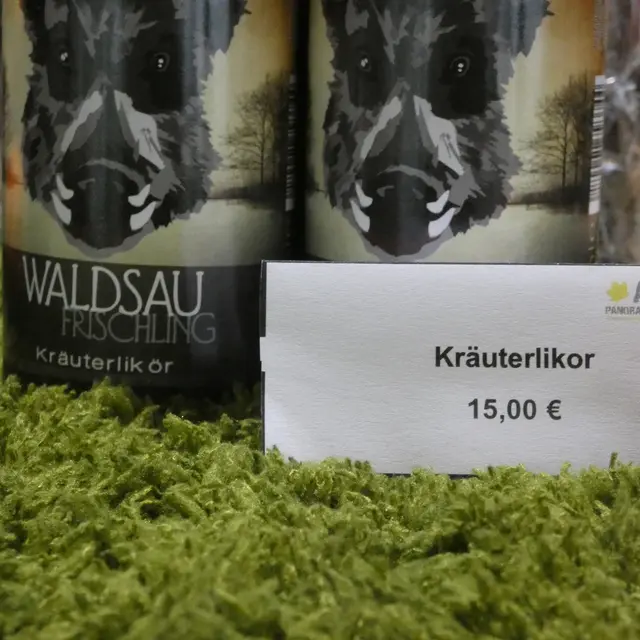 WALDSAU
FRISCHLING
Kräuterlikör
Kräuterlikor
15,00 €